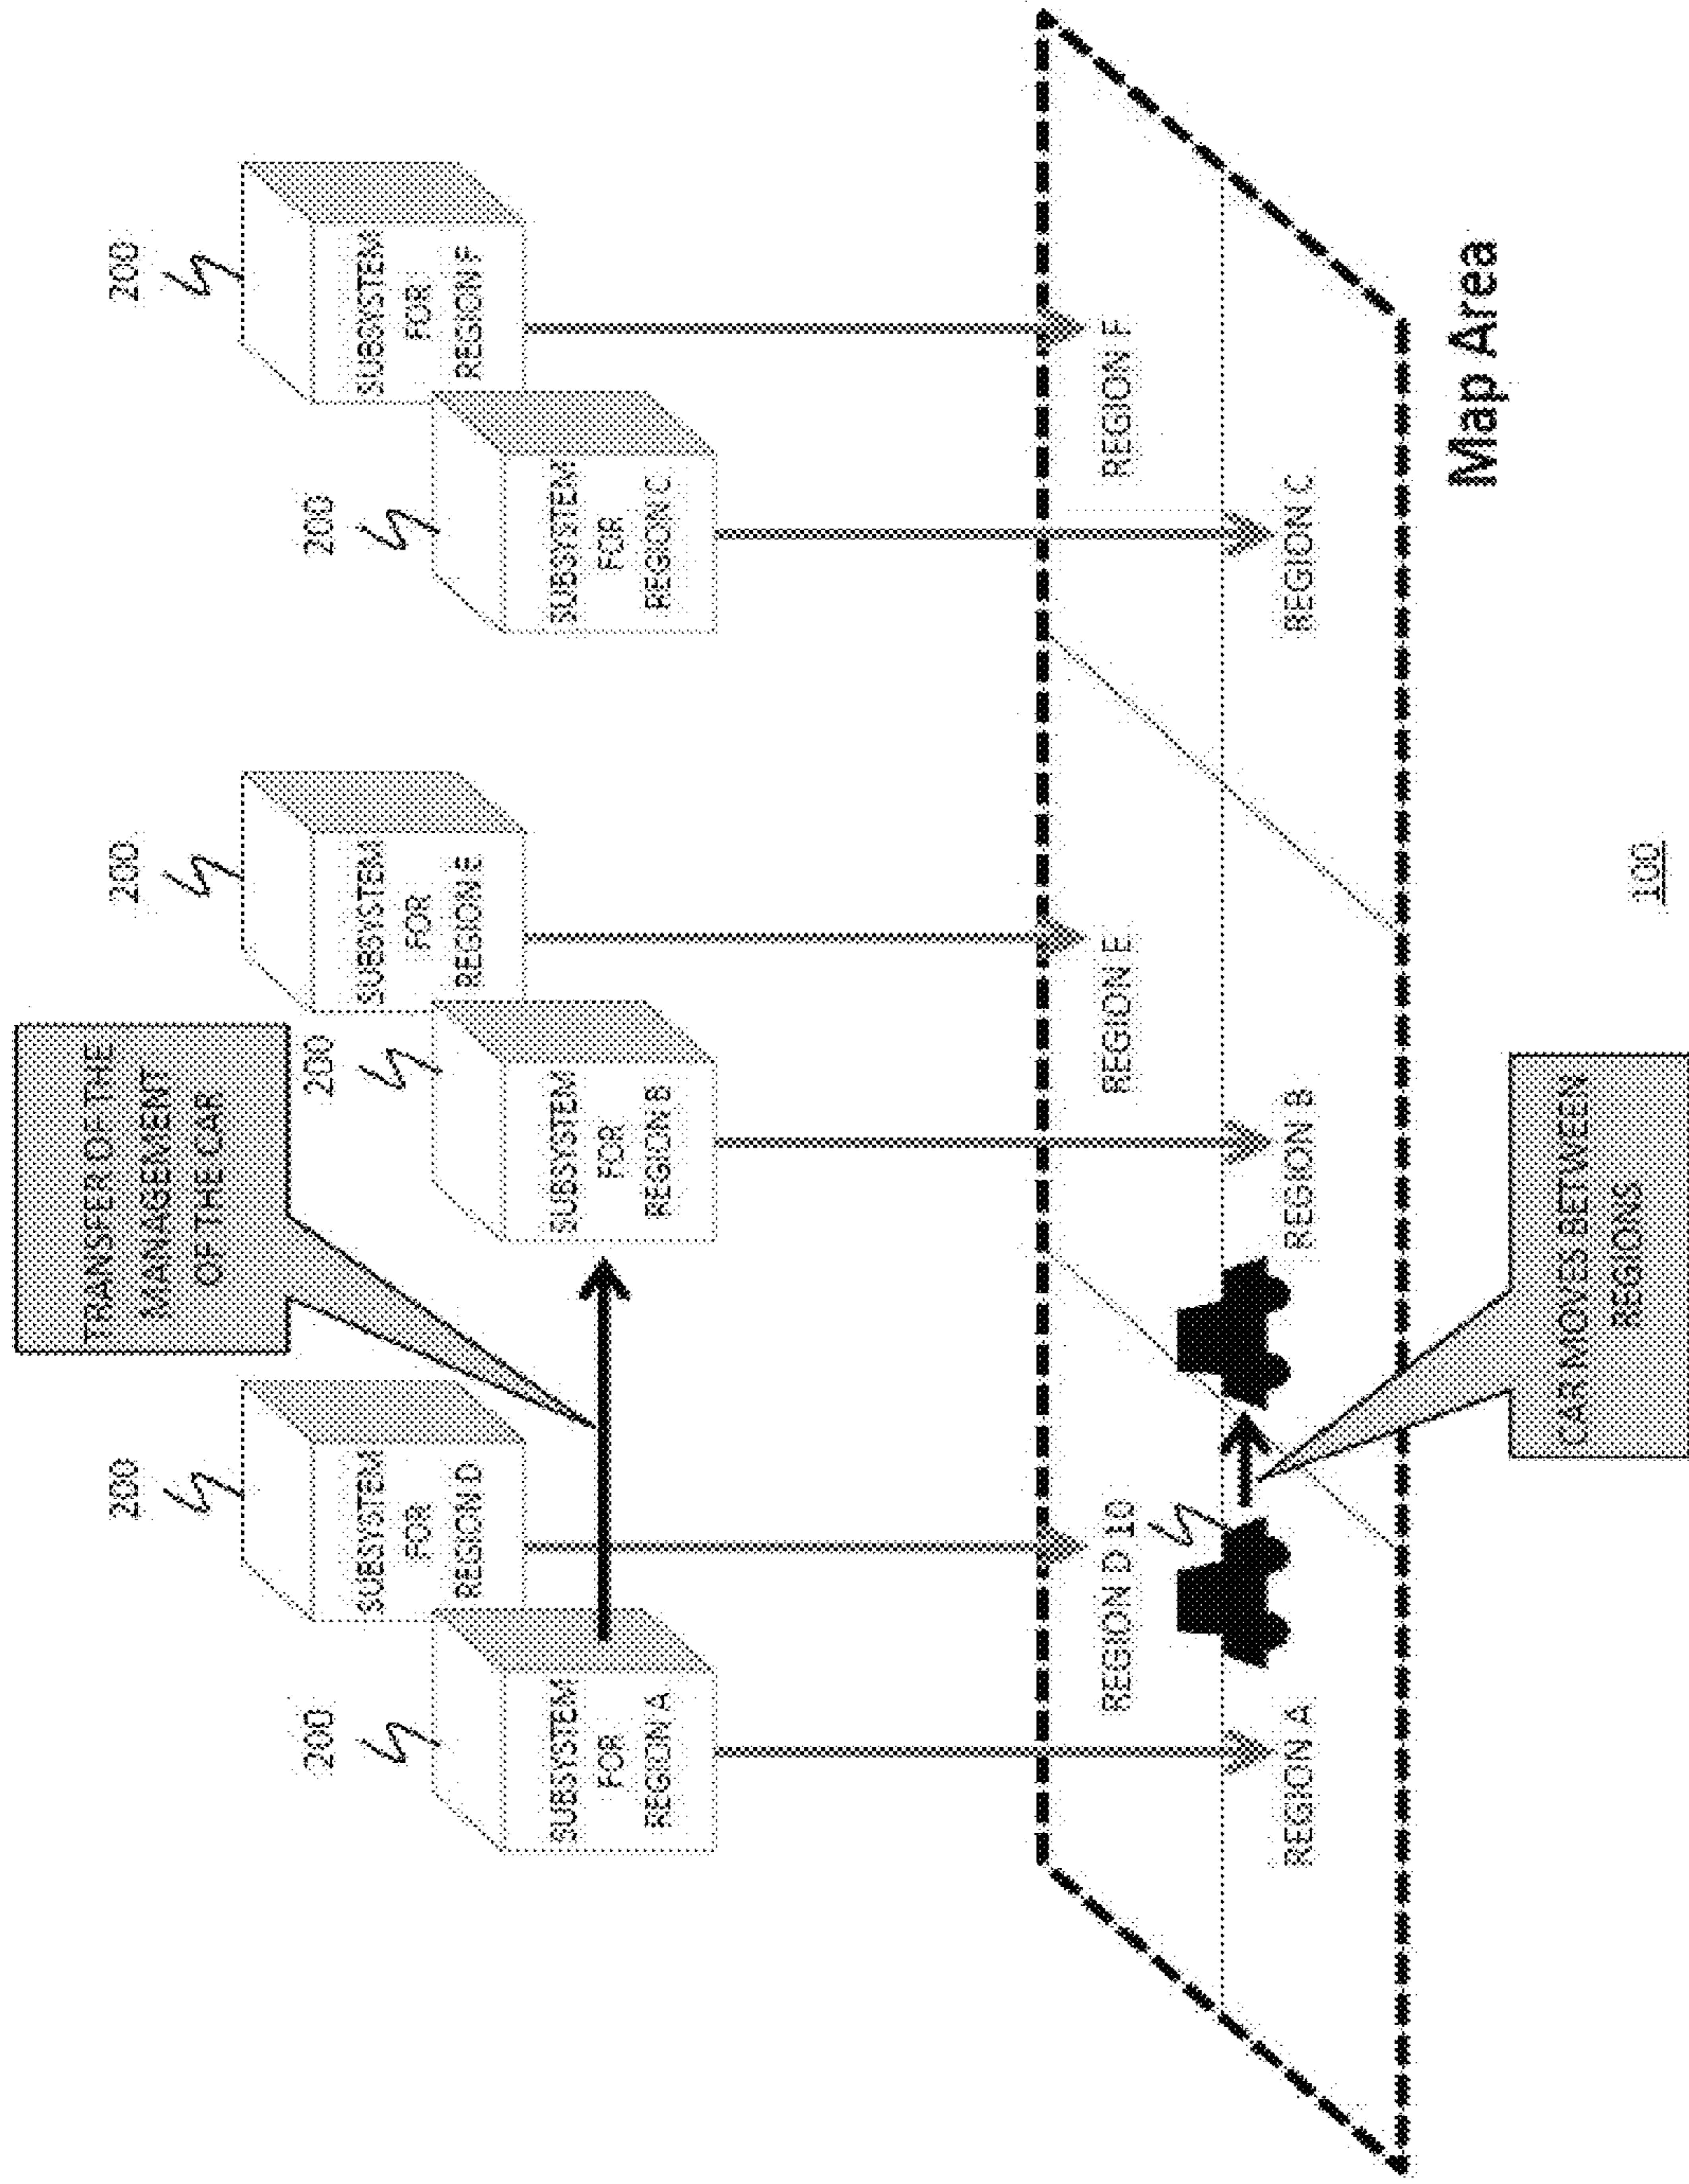 TRANSFER OF THE
MANAGEMENT
OF THE CAR
200
SUBSYSTEM
FOR
REGION D
200
SUBSYSTEM
FOR
REGION E
200
SUBSYSTEM
FOR
REGION F
200
SUBSYSTEM
FOR
REGION A
200
SUBSYSTEM
FOR
REGION B
200
SUBSYSTEM
FOR
REGION C
REGION D
10
REGION E
REGION F
REGION A
REGION B
REGION C
Map Area
CAR MOVES BETWEEN
REGIONS
100